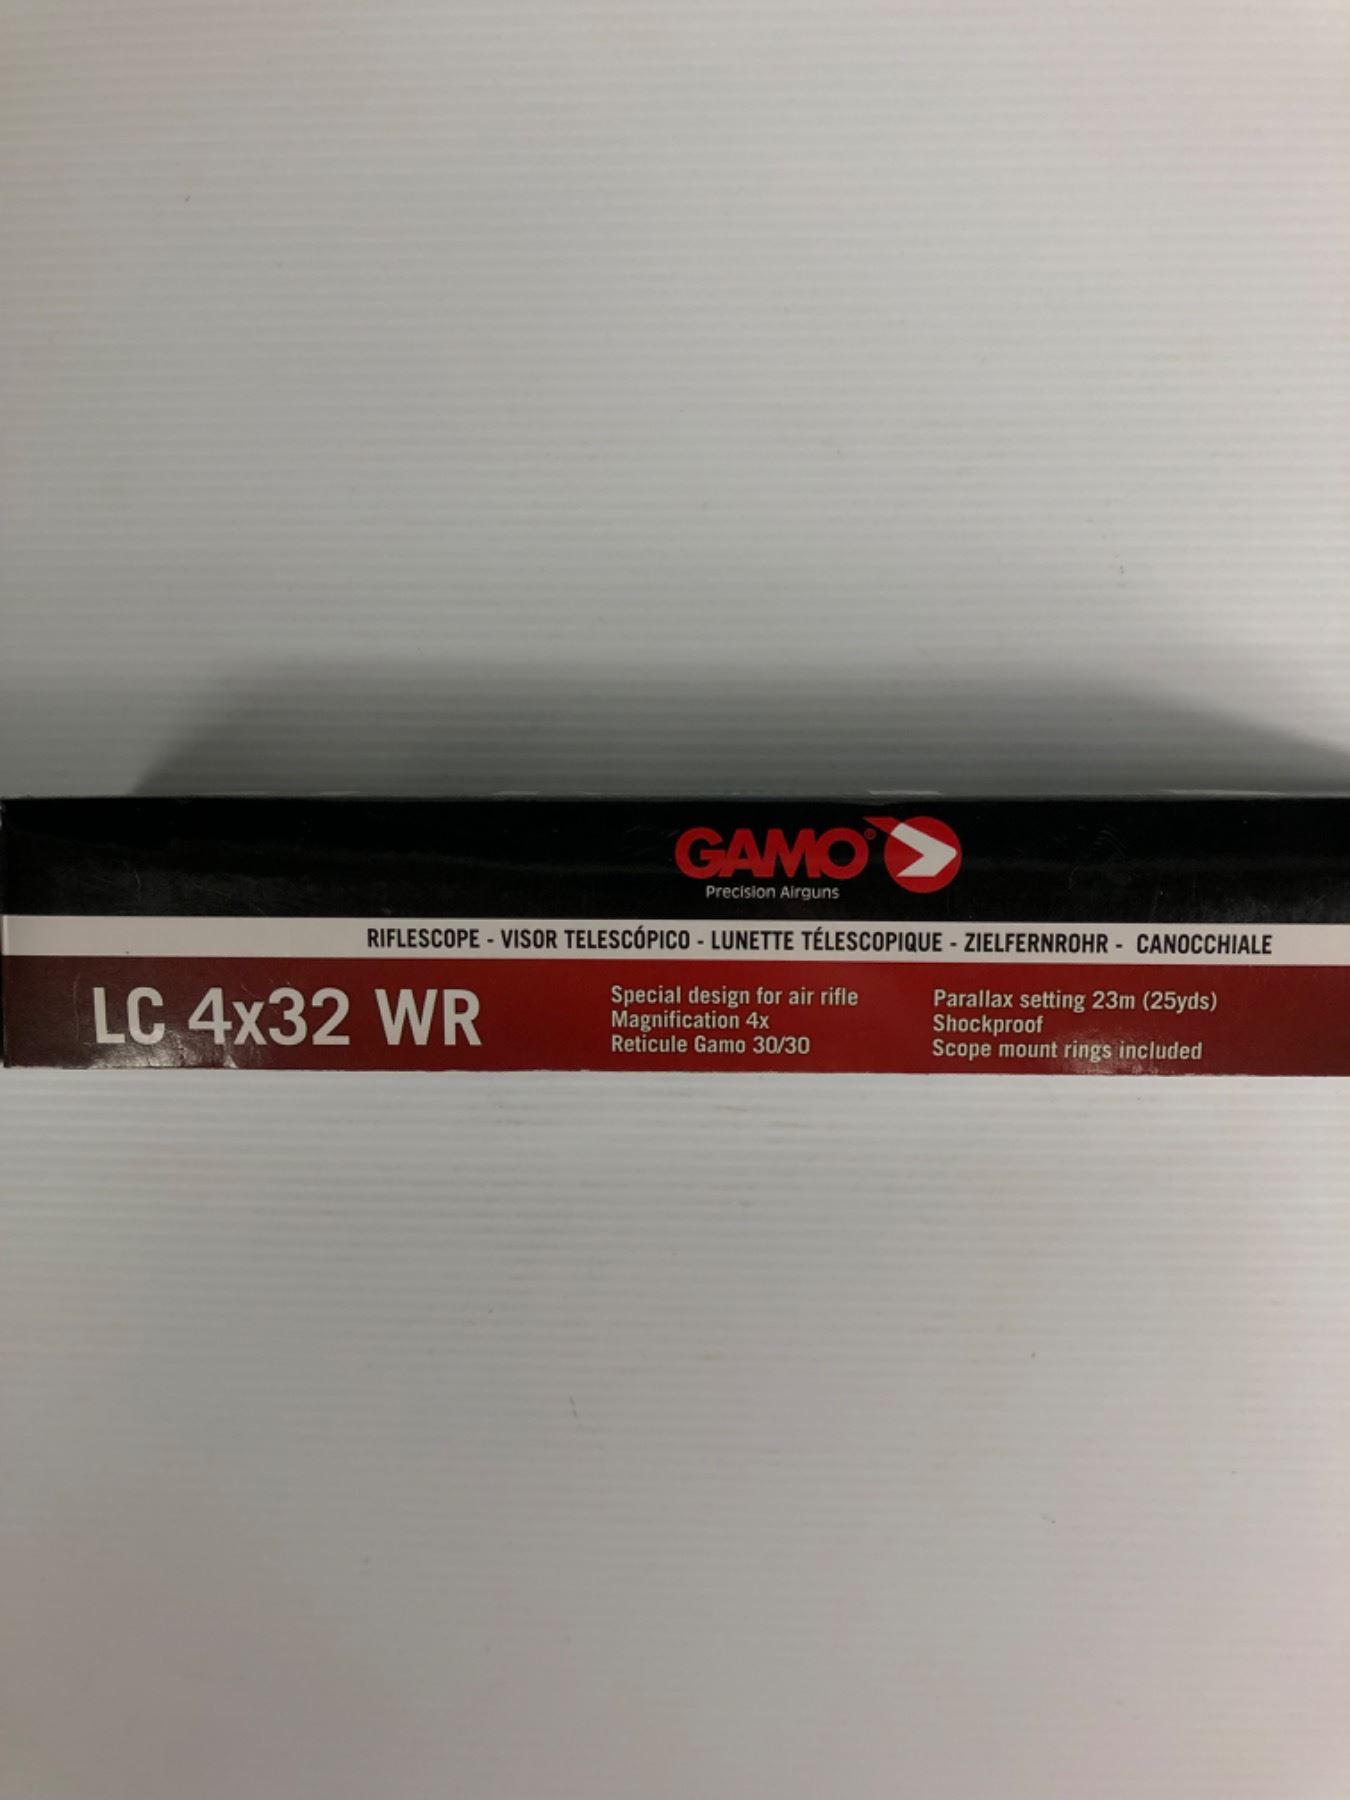 GAMO®
Precision Airguns
RIFLESCOPE - VISOR TELESCÓPICO - LUNETTE TÉLESCOPIQUE - ZIELFERNROHR - CANOCCHIALE
LC 4x32 WR
Special design for air rifle
Magnification 4x
Reticule Gamo 30/30
Parallax setting 23m (25yds)
Shockproof
Scope mount rings included